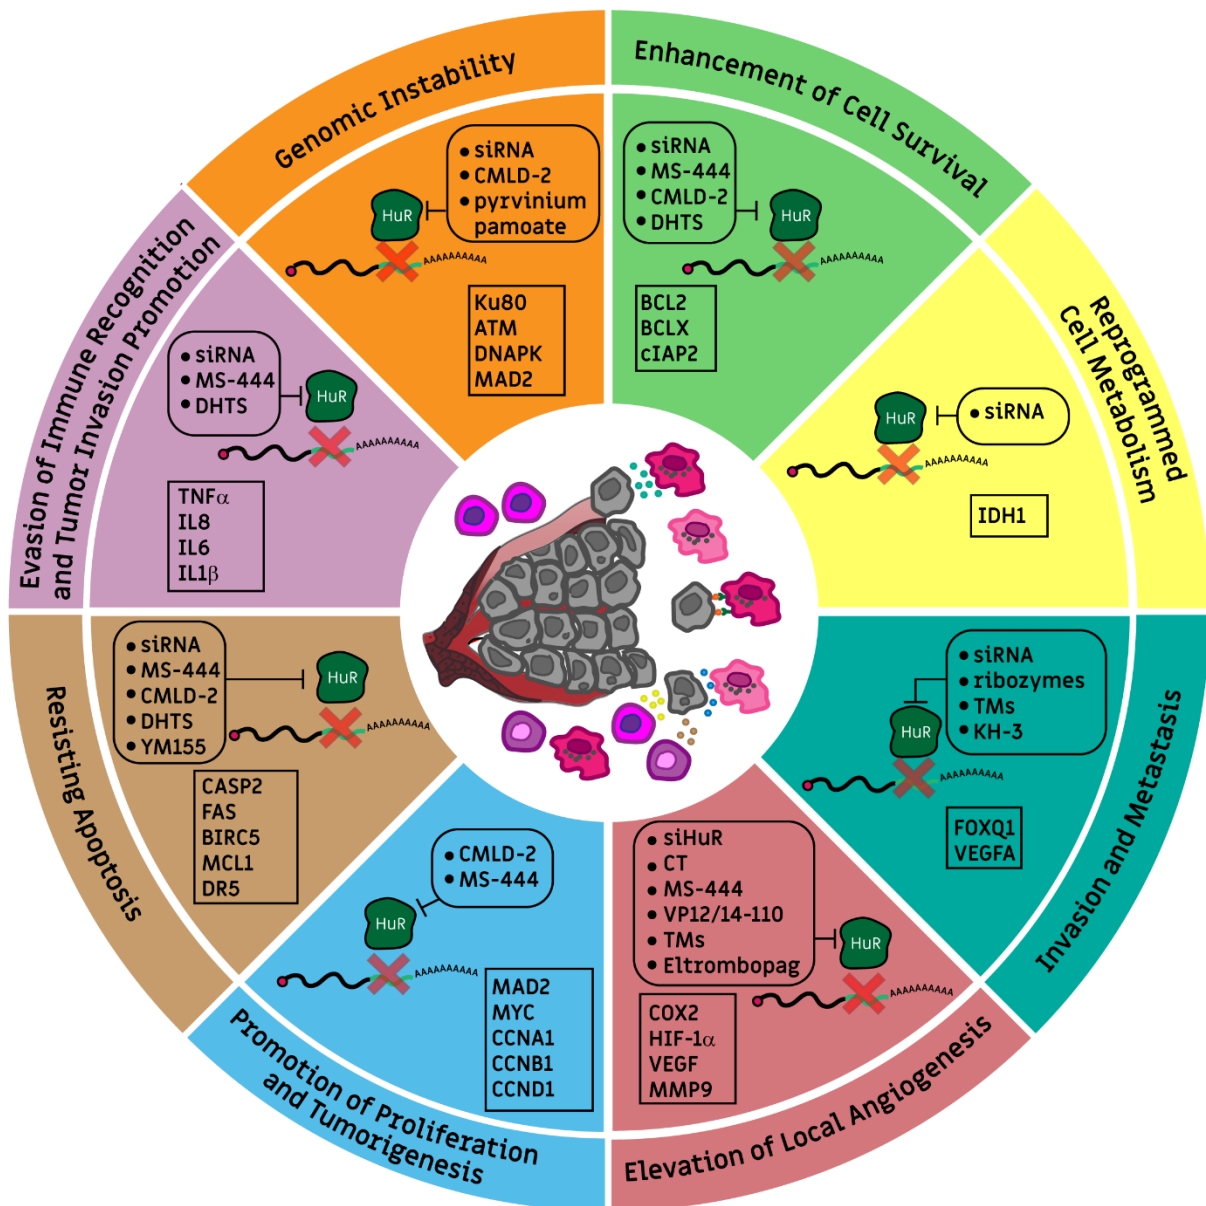 Genomic Instability
• siRNA
• CMLD-2
• pyrvinium
pamoate
HuR
AAAAAAAAAA
Ku80
ATM
DNAPK
MAD2
Enhancement of Cell Survival
• siRNA
• MS-444
• CMLD-2
• DHTS
HuR
AAAAAAAAAA
BCL2
BCLX
cIAP2
Reprogrammed
Cell Metabolism
• siRNA
HuR
AAAAAAAAAA
IDH1
Invasion and Metastasis
• siRNA
• ribozymes
• TMs
• KH-3
HuR
AAAAAAAAAA
FOXQ1
VEGFA
Elevation of Local Angiogenesis
• siHuR
• CT
• MS-444
• VP12/14-110
• TMs
• Eltrombopag
HuR
AAAAAAAAAA
COX2
HIF-1α
VEGF
MMP9
Promotion of Proliferation
and Tumorigenesis
• CMLD-2
• MS-444
HuR
AAAAAAAAAA
MAD2
MYC
CCNA1
CCNB1
CCND1
Resisting Apoptosis
• siRNA
• MS-444
• CMLD-2
• DHTS
• YM155
HuR
AAAAAAAAAA
CASP2
FAS
BIRC5
MCL1
DR5
Evasion of Immune Recognition
and Tumor Invasion Promotion
• siRNA
• MS-444
• DHTS
HuR
AAAAAAAAAA
TNFα
IL8
IL6
IL1β